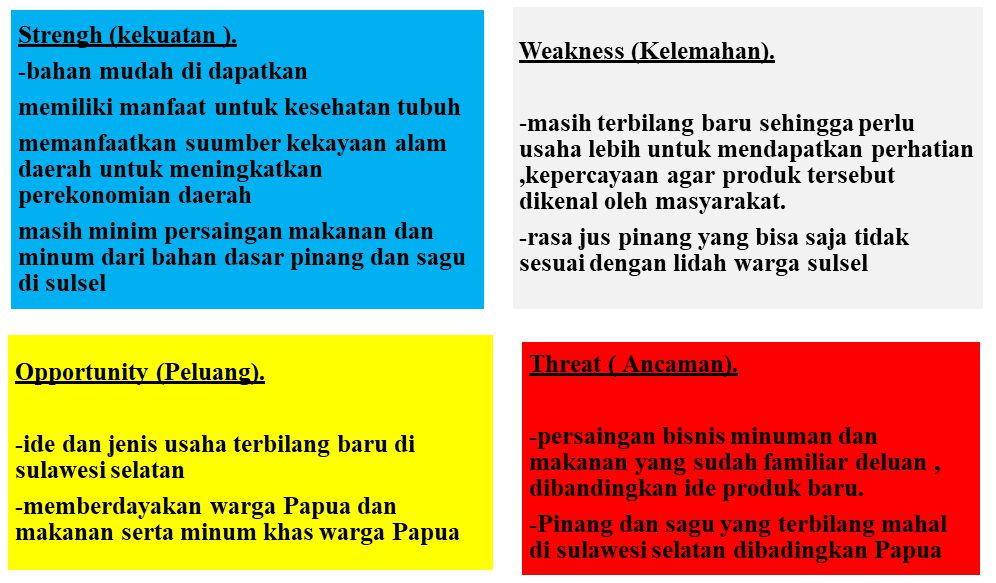 Strengh (kekuatan ).
-bahan mudah di dapatkan
memiliki manfaat untuk kesehatan tubuh
memanfaatkan suumber kekayaan alam
daerah untuk meningkatkan
perekonomian daerah
masih minim persaingan makanan dan
minum dari bahan dasar pinang dan sagu
di sulsel
Weakness (Kelemahan).
-masih terbilang baru sehingga perlu
usaha lebih untuk mendapatkan perhatian
,kepercayaan agar produk tersebut
dikenal oleh masyarakat.
-rasa jus pinang yang bisa saja tidak
sesuai dengan lidah warga sulsel
Opportunity (Peluang).
-ide dan jenis usaha terbilang baru di
sulawesi selatan
-memberdayakan warga Papua dan
makanan serta minum khas warga Papua
Threat ( Ancaman).
-persaingan bisnis minuman dan
makanan yang sudah familiar deluan ,
dibandingkan ide produk baru.
-Pinang dan sagu yang terbilang mahal
di sulawesi selatan dibadingkan Papua